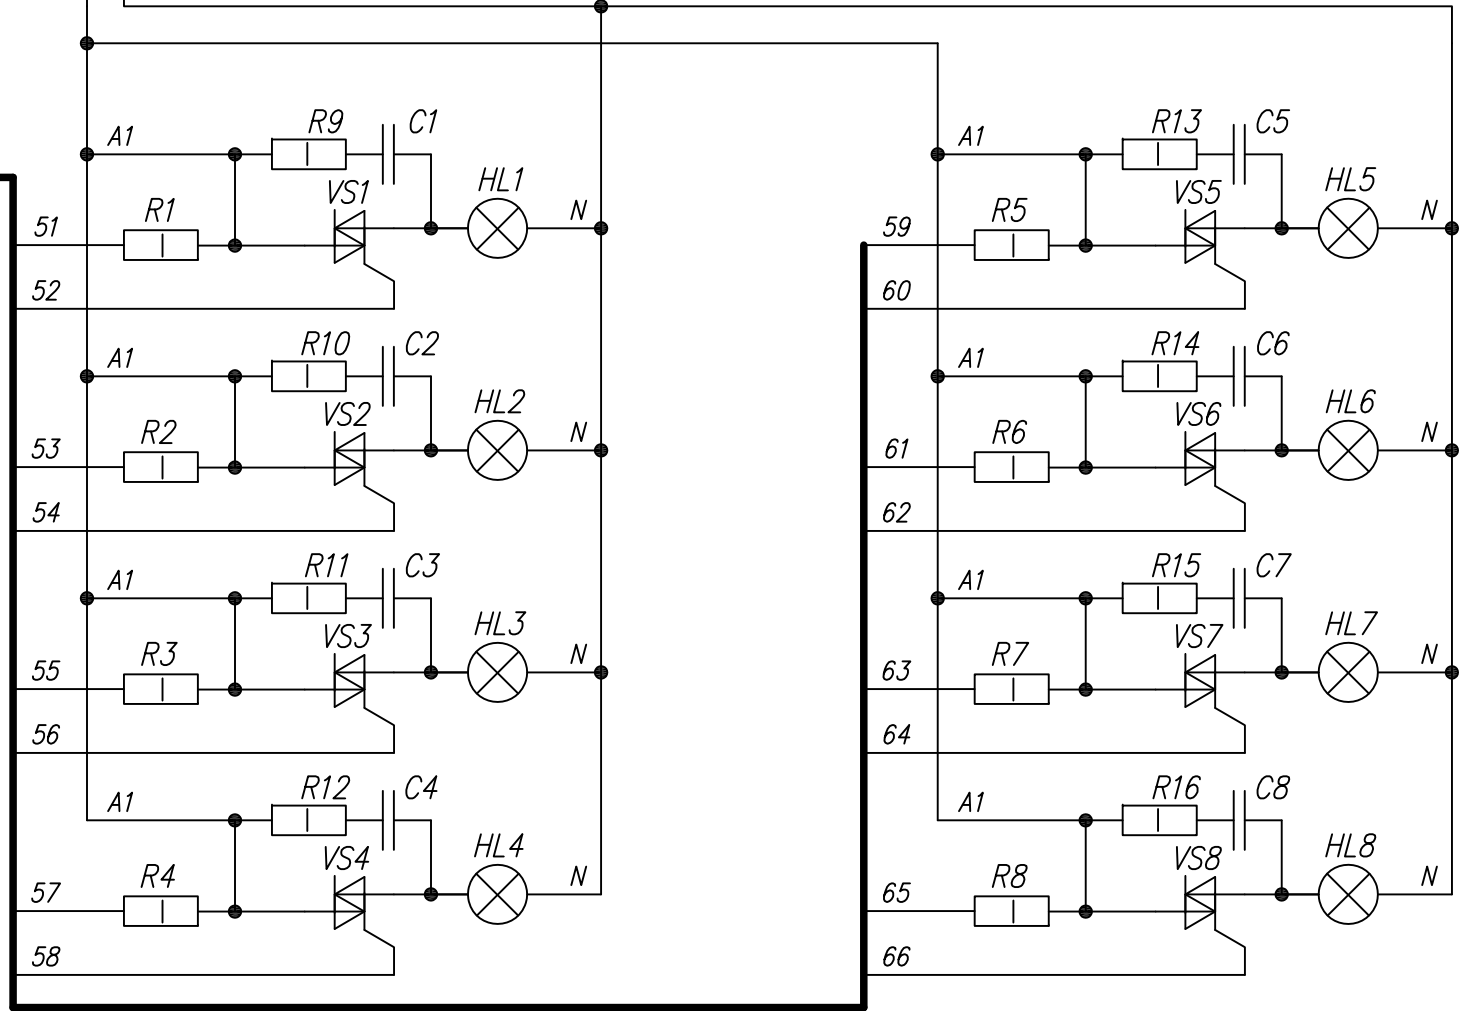 R9 C1 R13 C5
A1 A1
VS1 HL1 VS5 HL5
51 R1 N 59 R5 N
52 60
R10 C2 R14 C6
A1 A1
VS2 HL2 VS6 HL6
53 R2 N 61 R6 N
54 62
R11 C3 R15 C7
A1 A1
VS3 HL3 VS7 HL7
55 R3 N 63 R7 N
56 64
R12 C4 R16 C8
A1 A1
VS4 HL4 VS8 HL8
57 R4 N 65 R8 N
58 66